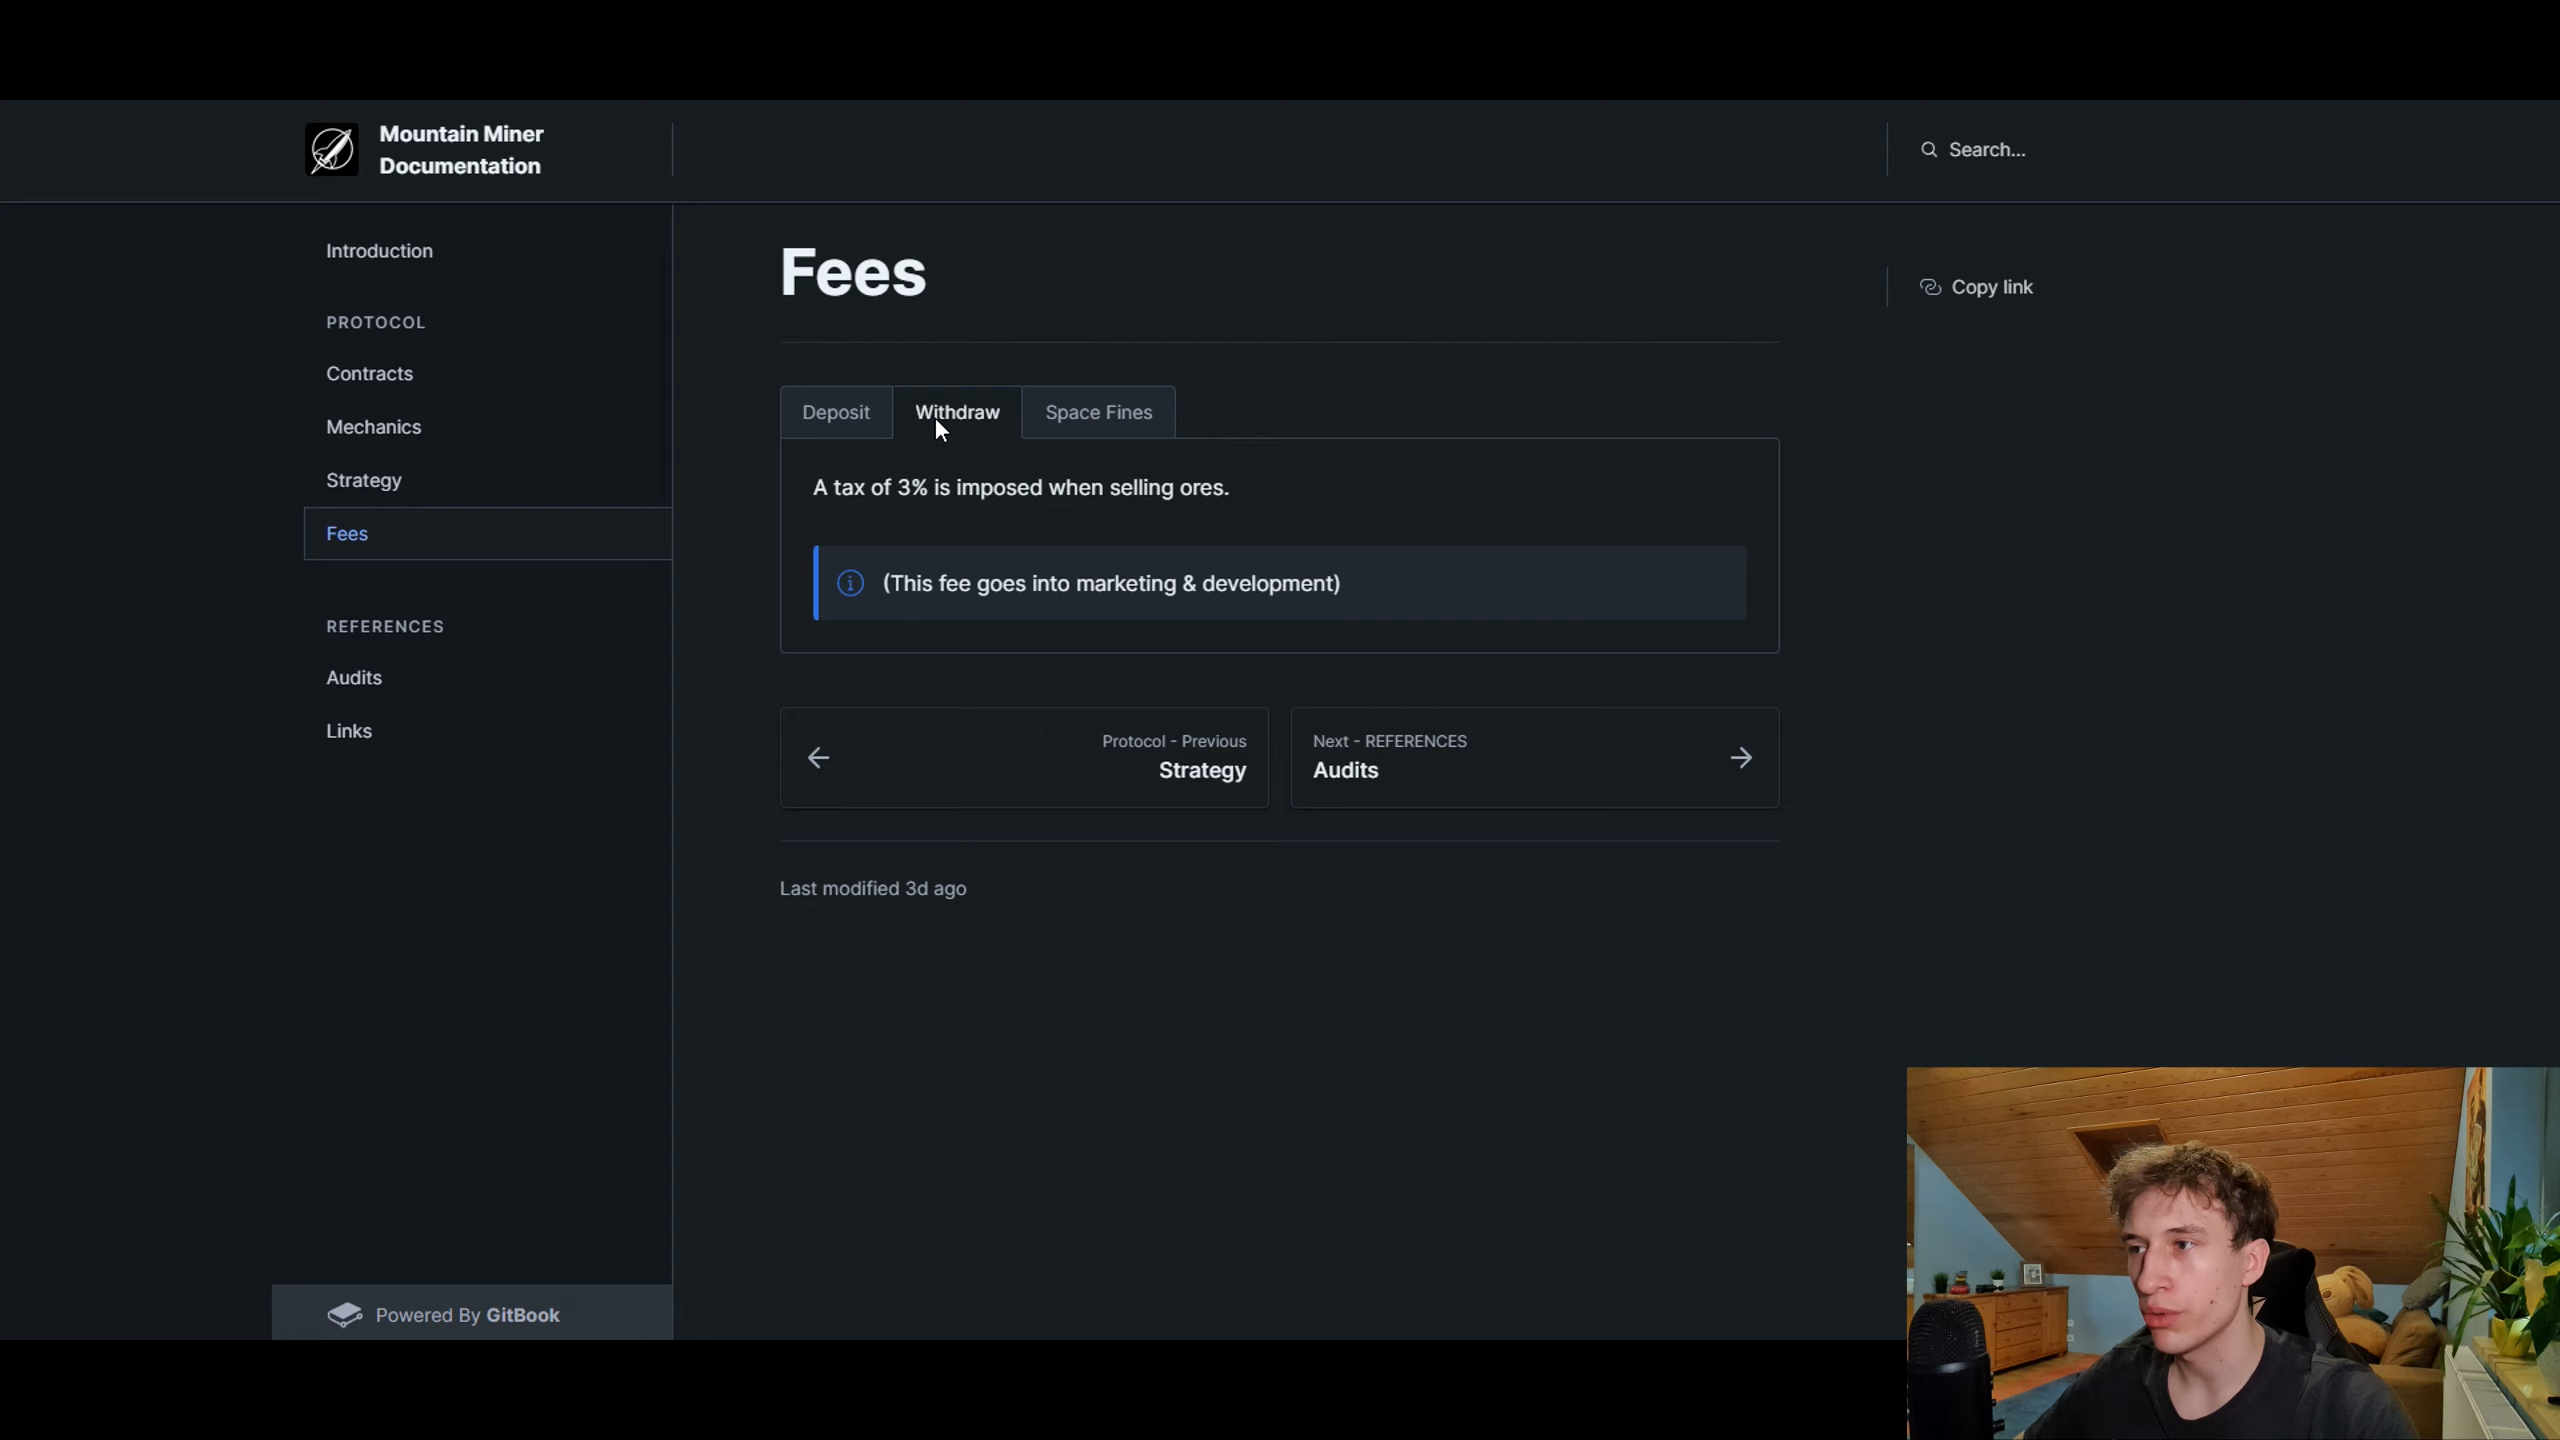 Mountain Miner
Documentation
Search...
Introduction
PROTOCOL
Contracts
Mechanics
Strategy
Fees
REFERENCES
Audits
Links
Powered By GitBook
Fees
Copy link
Deposit
Withdraw
Space Fines
A tax of 3% is imposed when selling ores.
(This fee goes into marketing & development)
Protocol - Previous
Strategy
Next - REFERENCES
Audits
Last modified 3d ago